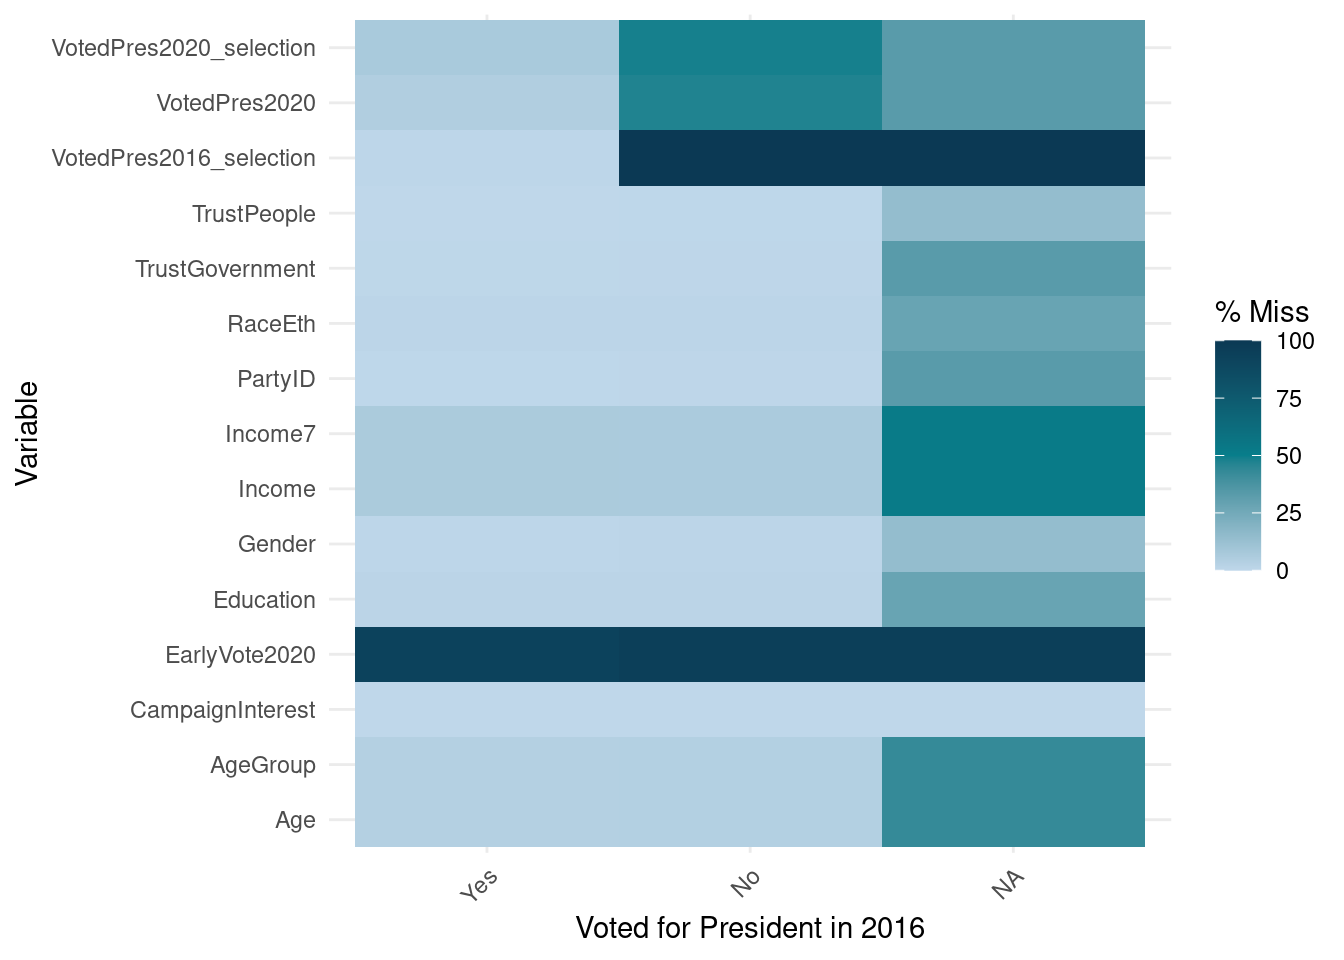 VotedPres2020_selection
VotedPres2020
VotedPres2016_selection
TrustPeople
TrustGovernment
RaceEth
PartyID
Income7
Income
Gender
Education
EarlyVote2020
CampaignInterest
AgeGroup
Age
Variable
Yes
No
NA
Voted for President in 2016
% Miss
100
75
50
25
0